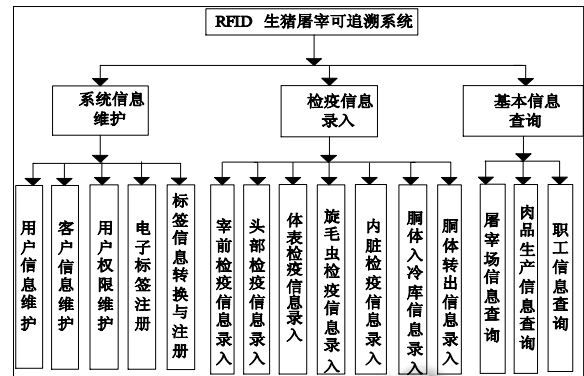 RFID 生猪屠宰可追溯系统
系统信息
维护
检疫信息
录入
基本信息
查询
用户信息维护
客户信息维护
用户权限维护
电子标签注册
标签信息转换与注册
宰前检疫信息录入
头部检疫信息录入
体表检疫信息录入
旋毛虫检疫信息录入
内脏检疫信息录入
胴体入冷库信息录入
胴体转出信息录入
屠宰场信息查询
肉品生产信息查询
职工信息查询